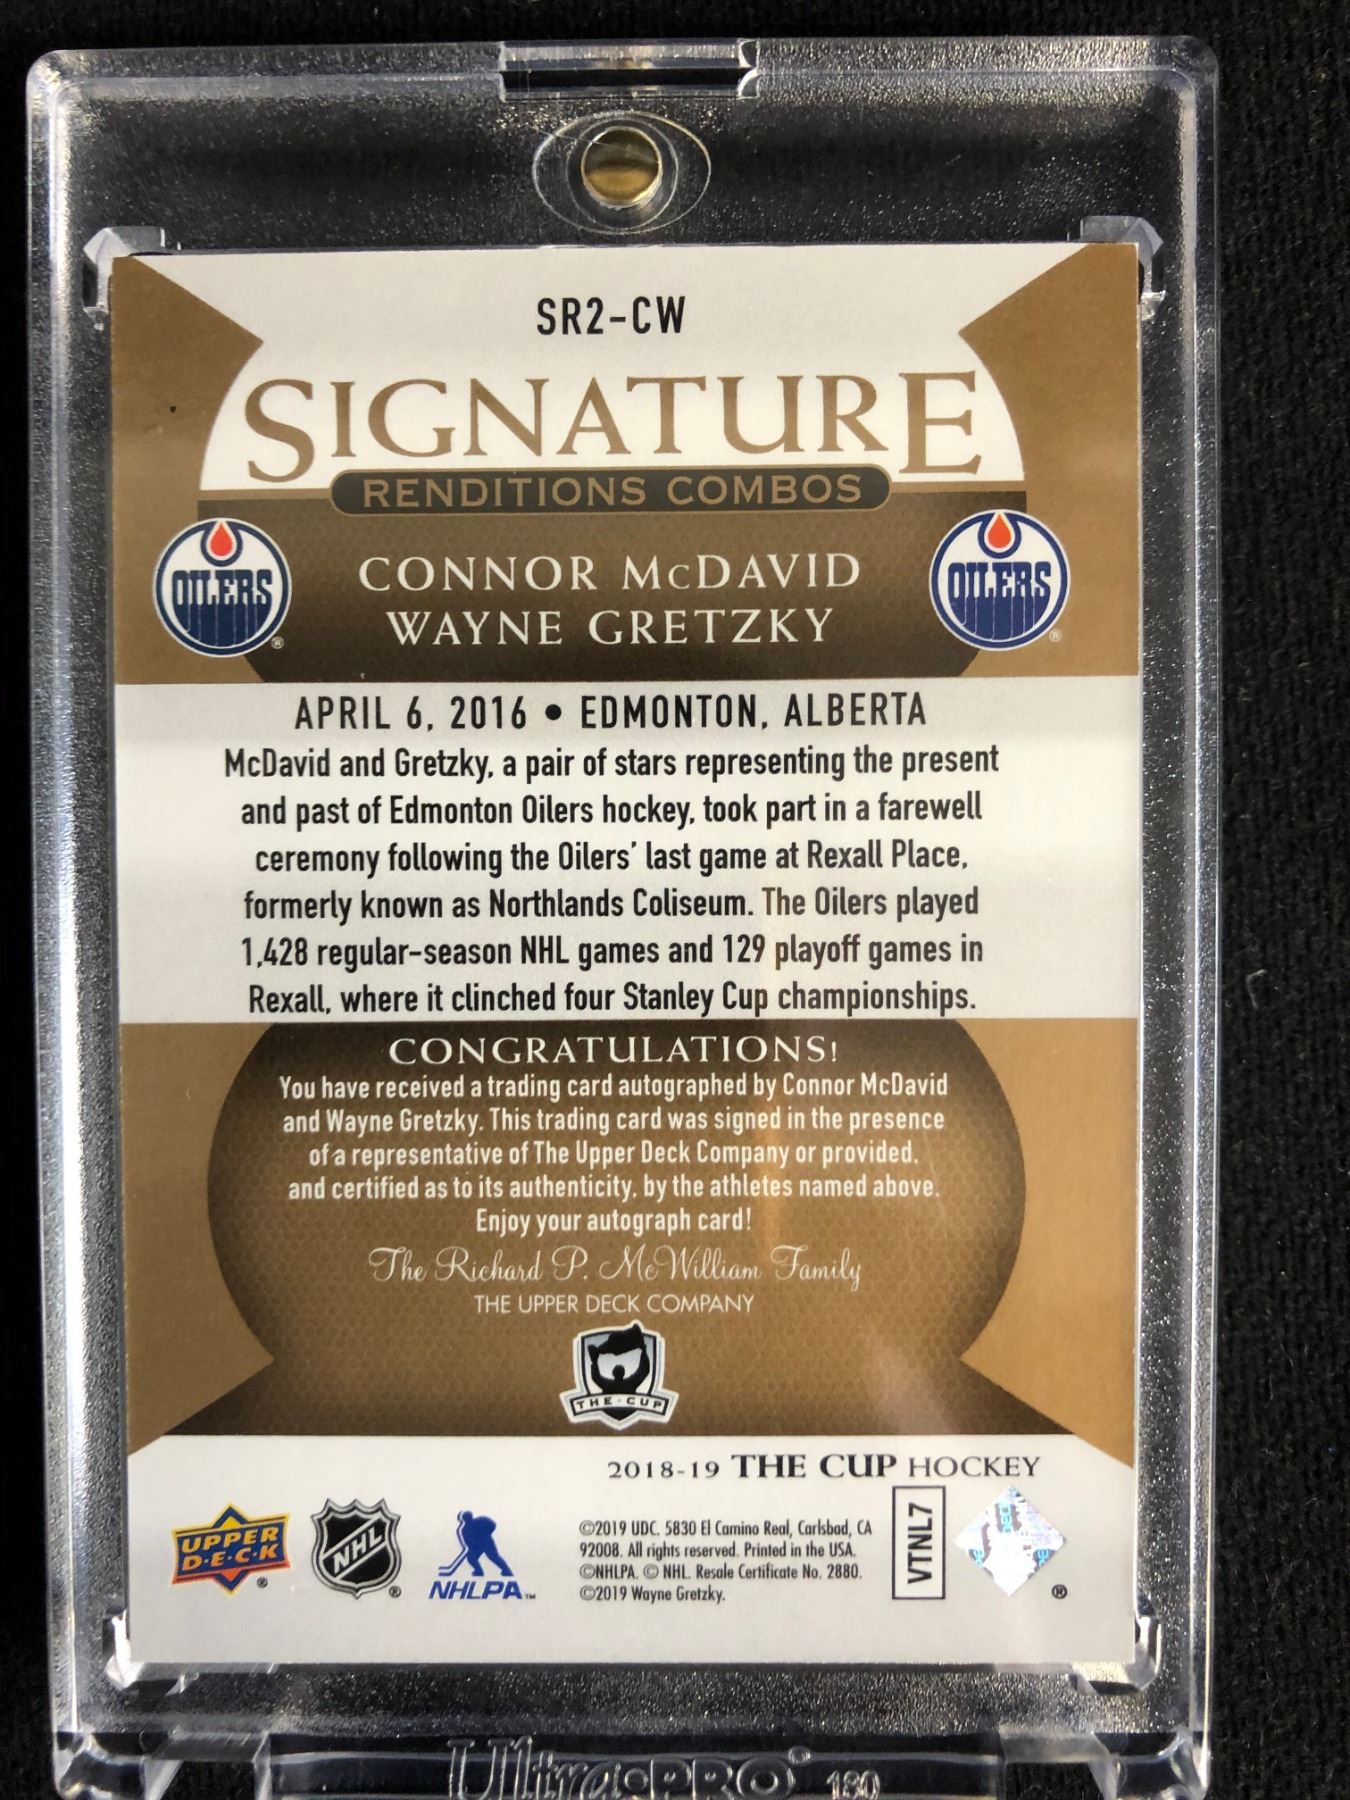 SR2-CW
SIGNATURE
RENDITIONS COMBOS
OILERS ®
OILERS ®
CONNOR McDAVID
WAYNE GRETZKY
APRIL 6, 2016 • EDMONTON, ALBERTA
McDavid and Gretzky, a pair of stars representing the present
and past of Edmonton Oilers hockey, took part in a farewell
ceremony following the Oilers' last game at Rexall Place,
formerly known as Northlands Coliseum. The Oilers played
1,428 regular-season NHL games and 129 playoff games in
Rexall, where it clinched four Stanley Cup championships.
CONGRATULATIONS!
You have received a trading card autographed by Connor McDavid
and Wayne Gretzky. This trading card was signed in the presence
of a representative of The Upper Deck Company or provided,
and certified as to its authenticity, by the athletes named above.
Enjoy your autograph card!
The Richard P. McWilliam Family
THE UPPER DECK COMPANY
THE·CUP
2018-19 THE CUP HOCKEY
UPPER
D·E·C·K ®
NHL ®
NHLPA™
©2019 UDC, 5830 El Camino Real, Carlsbad, CA
92008. All rights reserved. Printed in the USA.
©NHLPA. © NHL. Resale Certificate No. 2880.
©2019 Wayne Gretzky.
VTNL7
®
Ultra·PRO® 180